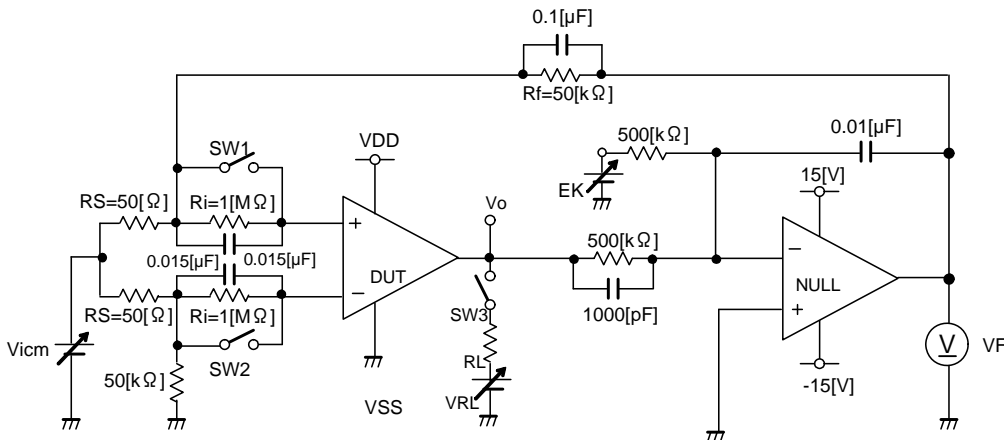 0.1[μF]
Rf=50[kΩ]
SW1
VDD
500[kΩ]
0.01[μF]
EK
15[V]
RS=50[Ω]
Ri=1[MΩ]
Vo
0.015[μF]
0.015[μF]
+
−
DUT
500[kΩ]
1000[pF]
−
+
NULL
RS=50[Ω]
Ri=1[MΩ]
SW2
SW3
Vicm
50[kΩ]
RL
VRL
VSS
-15[V]
V
VF